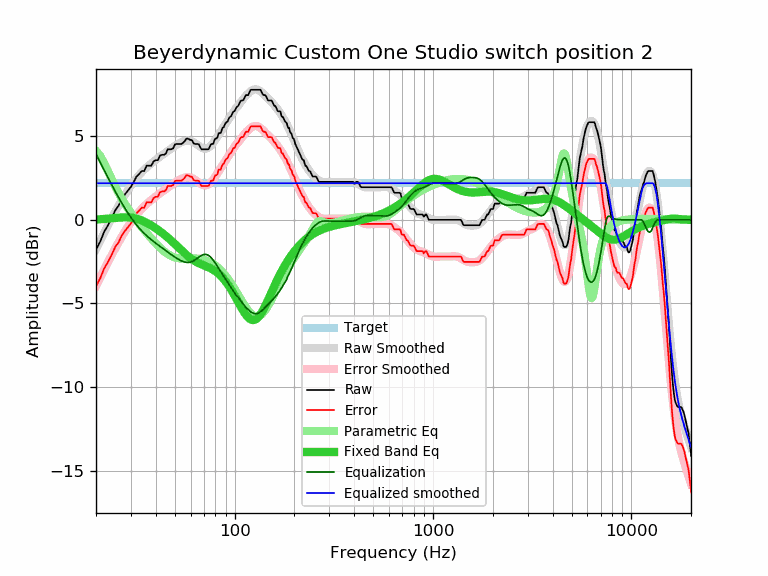 Beyerdynamic Custom One Studio switch position 2
Amplitude (dBr)
5
0
−5
−10
−15
Target
Raw Smoothed
Error Smoothed
Raw
Error
Parametric Eq
Fixed Band Eq
Equalization
Equalized smoothed
100
1000
10000
Frequency (Hz)